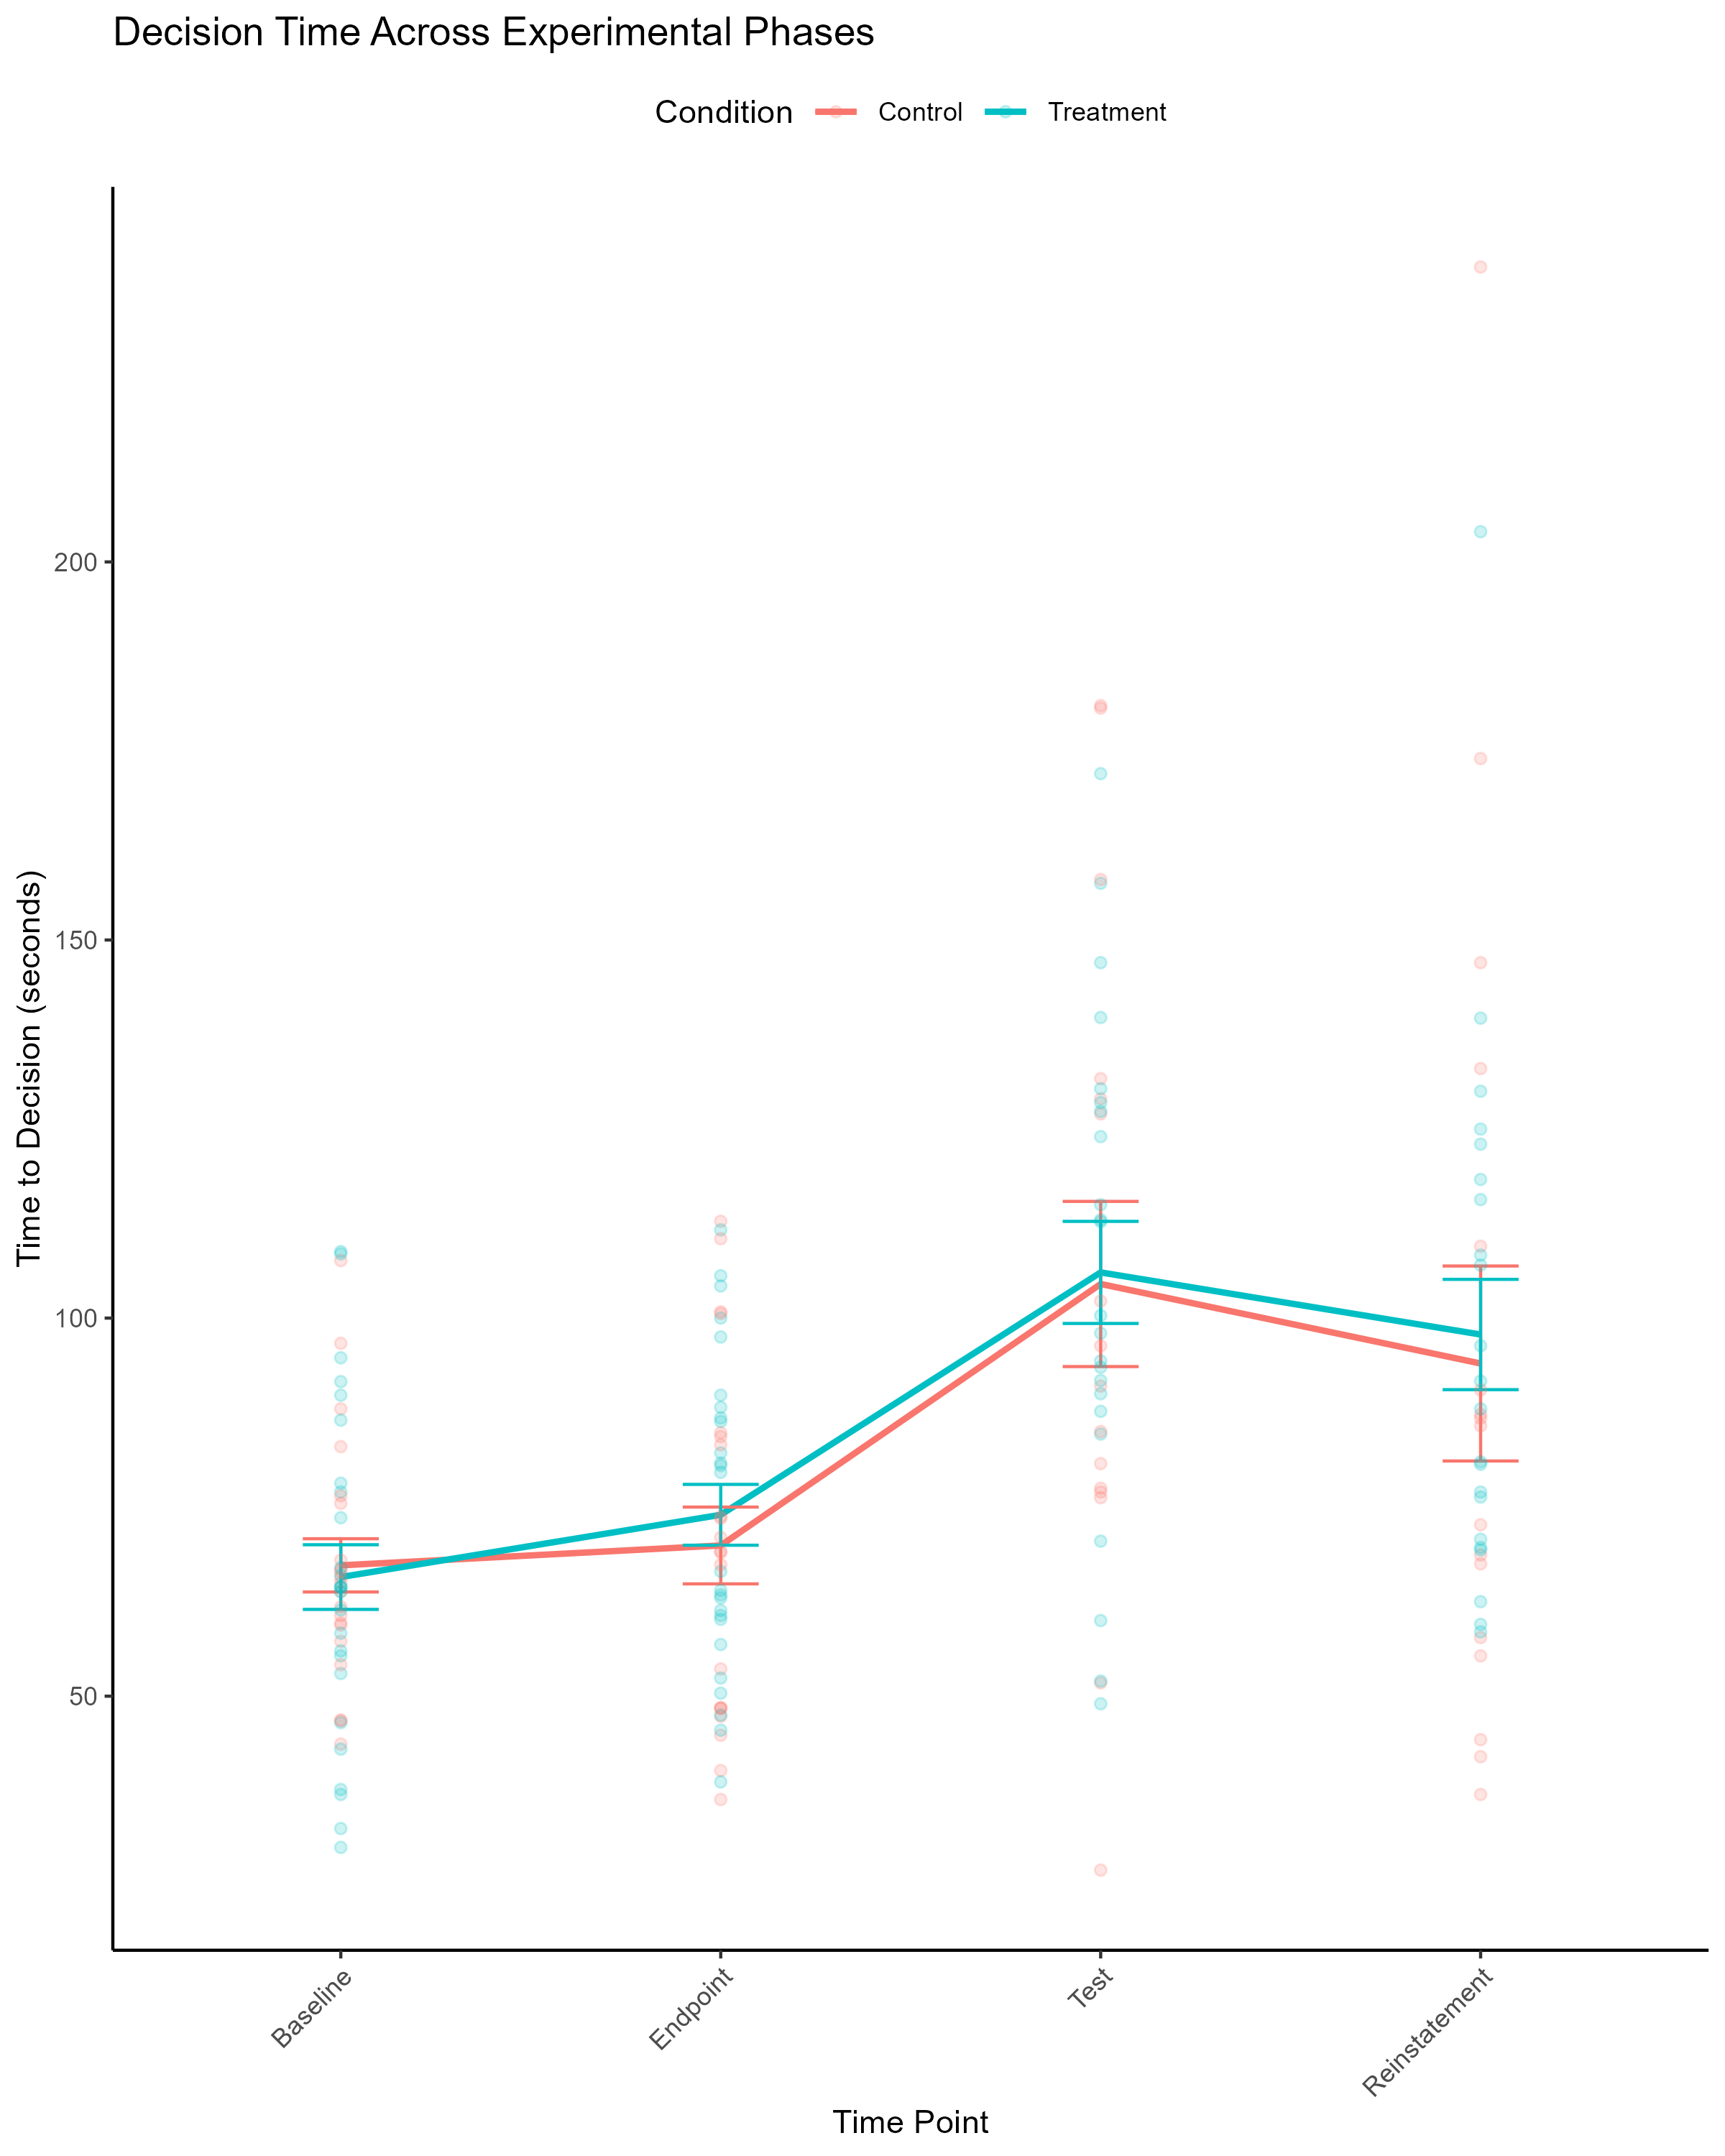 Decision Time Across Experimental Phases
Condition Control Treatment
Time to Decision (seconds)
200
150
100
50
Baseline Endpoint Test Reinstatement
Time Point